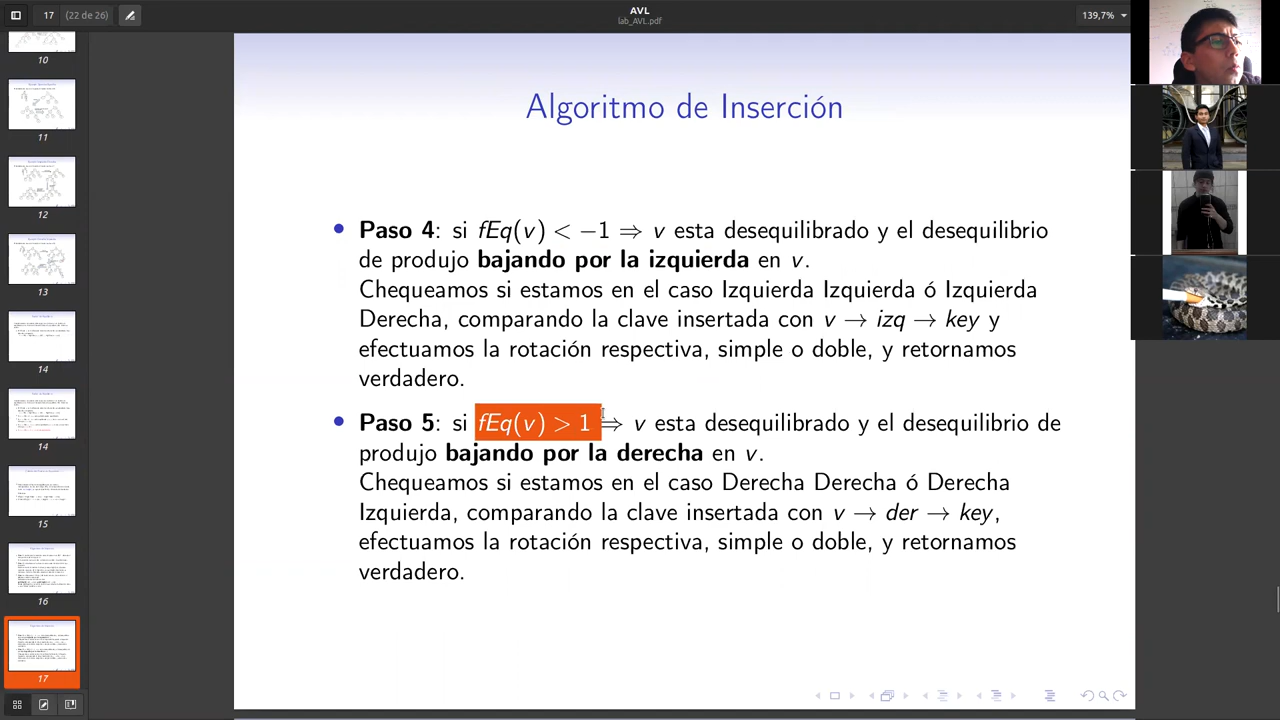 17
(22 de 26)
AVL
lab_AVL.pdf
139,7%
10
11
12
13
14
14
15
16
17
Algoritmo de Inserción
• Paso 4: si fEq(v) < −1 ⇒ v esta desequilibrado y el desequilibrio
de produjo bajando por la izquierda en v.
Chequeamos si estamos en el caso Izquierda Izquierda ó Izquierda
Derecha, comparando la clave insertada con v → izq → key y
efectuamos la rotación respectiva, simple o doble, y retornamos
verdadero.
• Paso 5: si fEq(v) > 1 ⇒ v esta desequilibrado y el desequilibrio de
produjo bajando por la derecha en v.
Chequeamos si estamos en el caso Derecha Derecha ó Derecha
Izquierda, comparando la clave insertada con v → der → key,
efectuamos la rotación respectiva, simple o doble, y retornamos
verdadero.